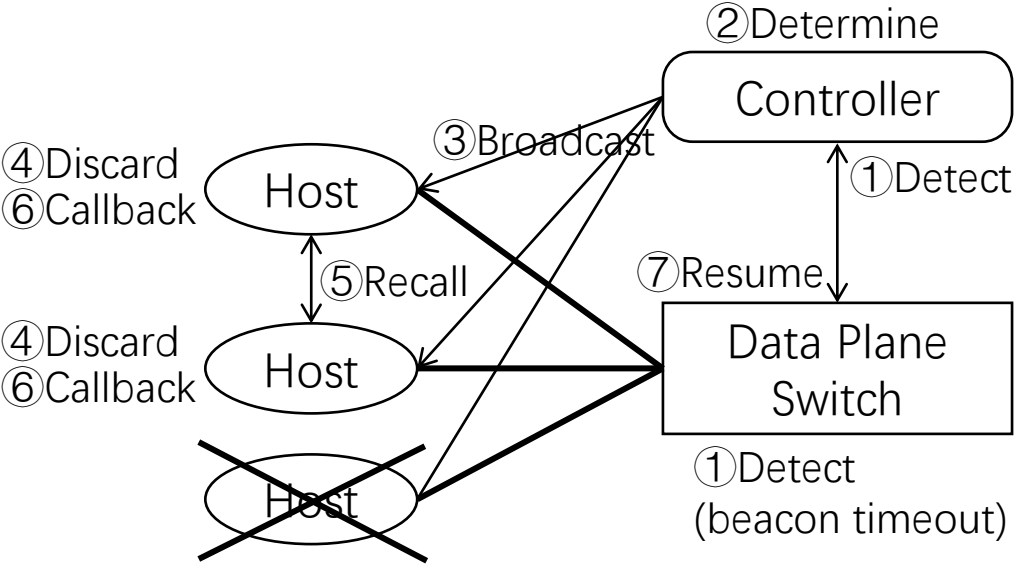 ②Determine
Controller
③Broadcast
④Discard
⑥Callback
Host
①Detect
⑤Recall
⑦Resume
④Discard
⑥Callback
Host
Data Plane
Switch
Host
①Detect
(beacon timeout)